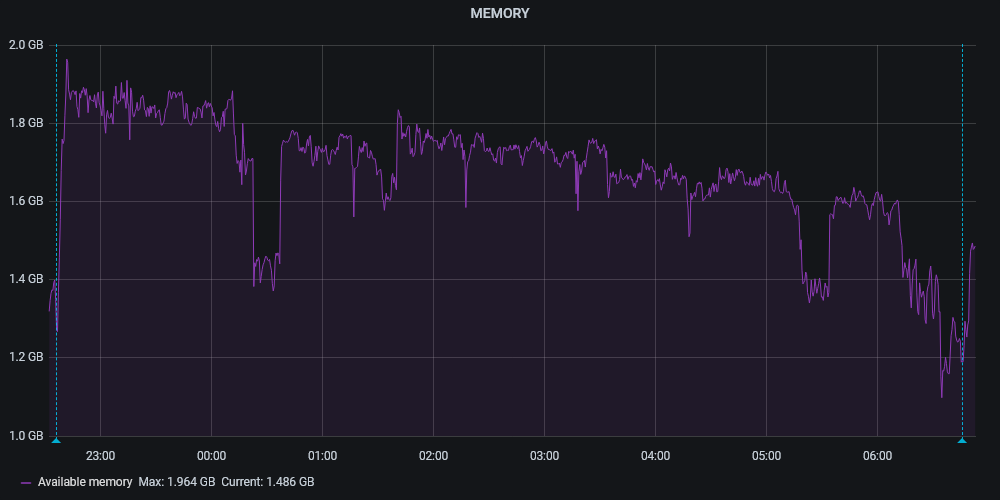 MEMORY
2.0 GB
1.8 GB
1.6 GB
1.4 GB
1.2 GB
1.0 GB
23:00 00:00 01:00 02:00 03:00 04:00 05:00 06:00
Available memory Max: 1.964 GB Current: 1.486 GB